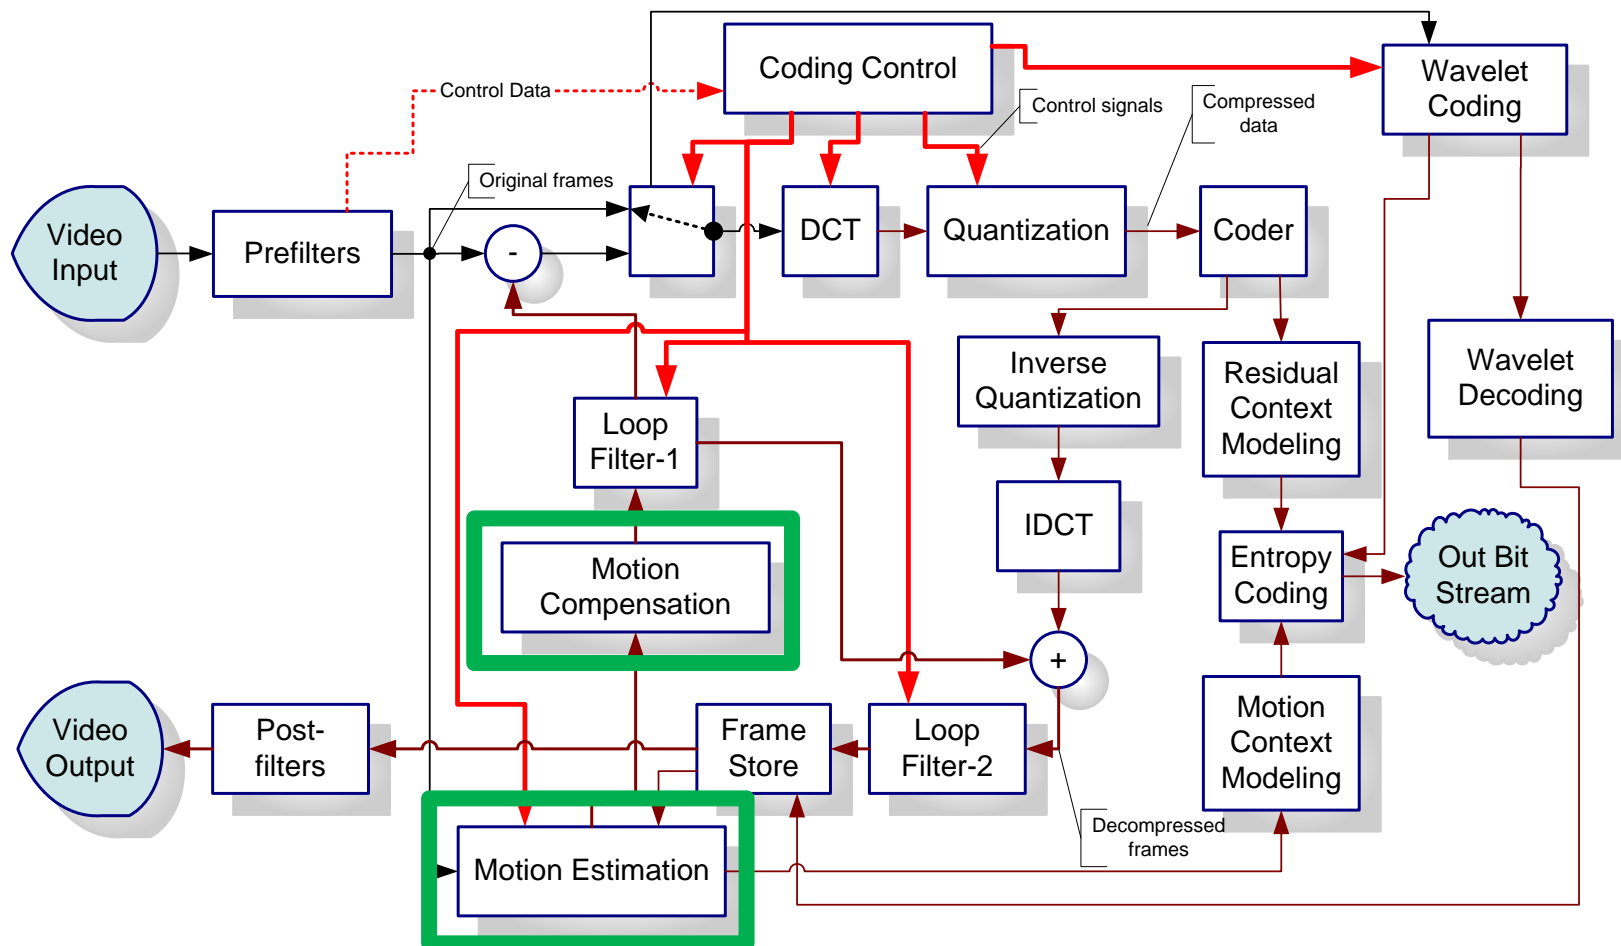 Coding Control
Wavelet
Coding
Control Data
Control signals
Compressed
data
Original frames
Video
Input
Prefilters
-
DCT
Quantization
Coder
Inverse
Quantization
Residual
Context
Modeling
Wavelet
Decoding
Loop
Filter-1
IDCT
Motion
Compensation
Entropy
Coding
Out Bit
Stream
+
Video
Output
Post-
filters
Frame
Store
Loop
Filter-2
Motion
Context
Modeling
Decompressed
frames
Motion Estimation